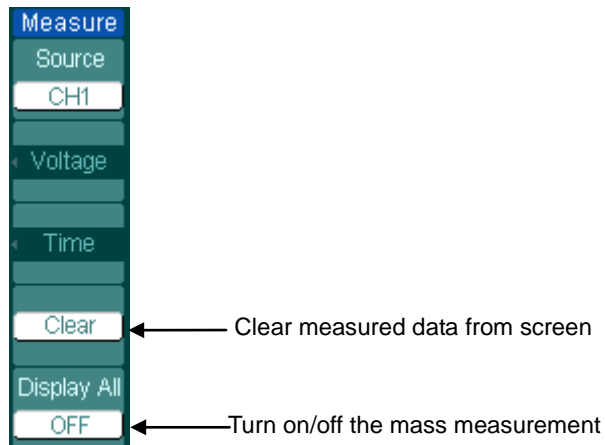 Measure
Source
CH1
Voltage
Time
Clear
Clear measured data from screen
Display All
OFF
Turn on/off the mass measurement